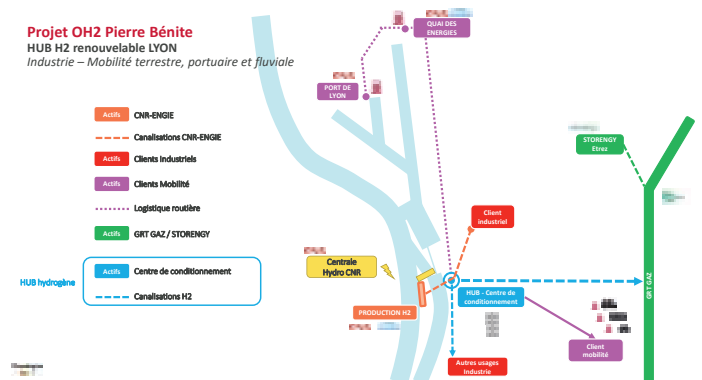 Projet OH2 Pierre Bénite
HUB H2 renouvelable LYON
Industrie – Mobilité terrestre, portuaire et fluviale
QUAI DES
ENERGIES
PORT DE
LYON
Actifs CNR-ENGIE
Canalisations CNR-ENGIE
Actifs Clients Industriels
Actifs Clients Mobilité
Logistique routière
Actifs GRT GAZ / STORENGY
HUB hydrogène
Actifs Centre de conditionnement
Canalisations H2
STORENGY
Etrez
Client
industriel
Centrale
Hydro CNR
HUB - Centre de
conditionnement
GRT GAZ
PRODUCTION H2
Client
mobilité
Autres usages
Industrie